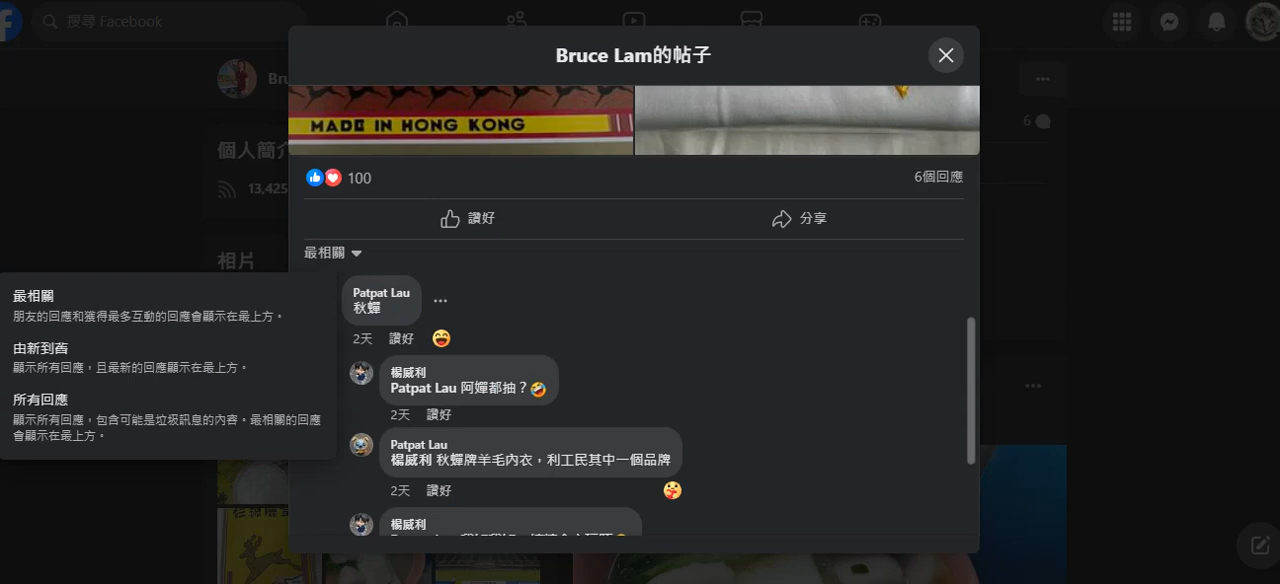 搜尋 Facebook
Bruce Lam的帖子
MADE IN HONG KONG
個人簡介
6
13,425
100
6個回應
讚好
分享
相片
最相關
最相關
朋友的回應和獲得最多互動的回應會顯示在最上方。
由新到舊
顯示所有回應,且最新的回應顯示在最上方。
所有回應
顯示所有回應,包含可能是垃圾訊息的內容。最相關的回應
會顯示在最上方。
Patpat Lau
秋蟬
2天 讚好
楊威利
Patpat Lau 阿嬋都抽?🤣
2天 讚好
Patpat Lau
楊威利 秋蟬牌羊毛內衣,利工民其中一個品牌
2天 讚好
楊威利